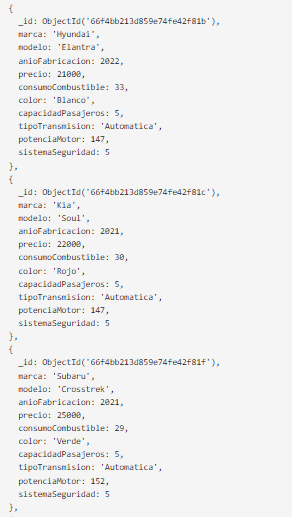 {
_id: ObjectId('66f4bb213d859e74fe42f81b'),
marca: 'Hyundai',
modelo: 'Elantra',
anioFabricacion: 2022,
precio: 21000,
consumoCombustible: 33,
color: 'Blanco',
capacidadPasajeros: 5,
tipoTransmision: 'Automatica',
potenciaMotor: 147,
sistemaSeguridad: 5
},
{
_id: ObjectId('66f4bb213d859e74fe42f81c'),
marca: 'Kia',
modelo: 'Soul',
anioFabricacion: 2021,
precio: 22000,
consumoCombustible: 30,
color: 'Rojo',
capacidadPasajeros: 5,
tipoTransmision: 'Automatica',
potenciaMotor: 147,
sistemaSeguridad: 5
},
{
_id: ObjectId('66f4bb213d859e74fe42f81f'),
marca: 'Subaru',
modelo: 'Crosstrek',
anioFabricacion: 2021,
precio: 25000,
consumoCombustible: 29,
color: 'Verde',
capacidadPasajeros: 5,
tipoTransmision: 'Automatica',
potenciaMotor: 152,
sistemaSeguridad: 5
},